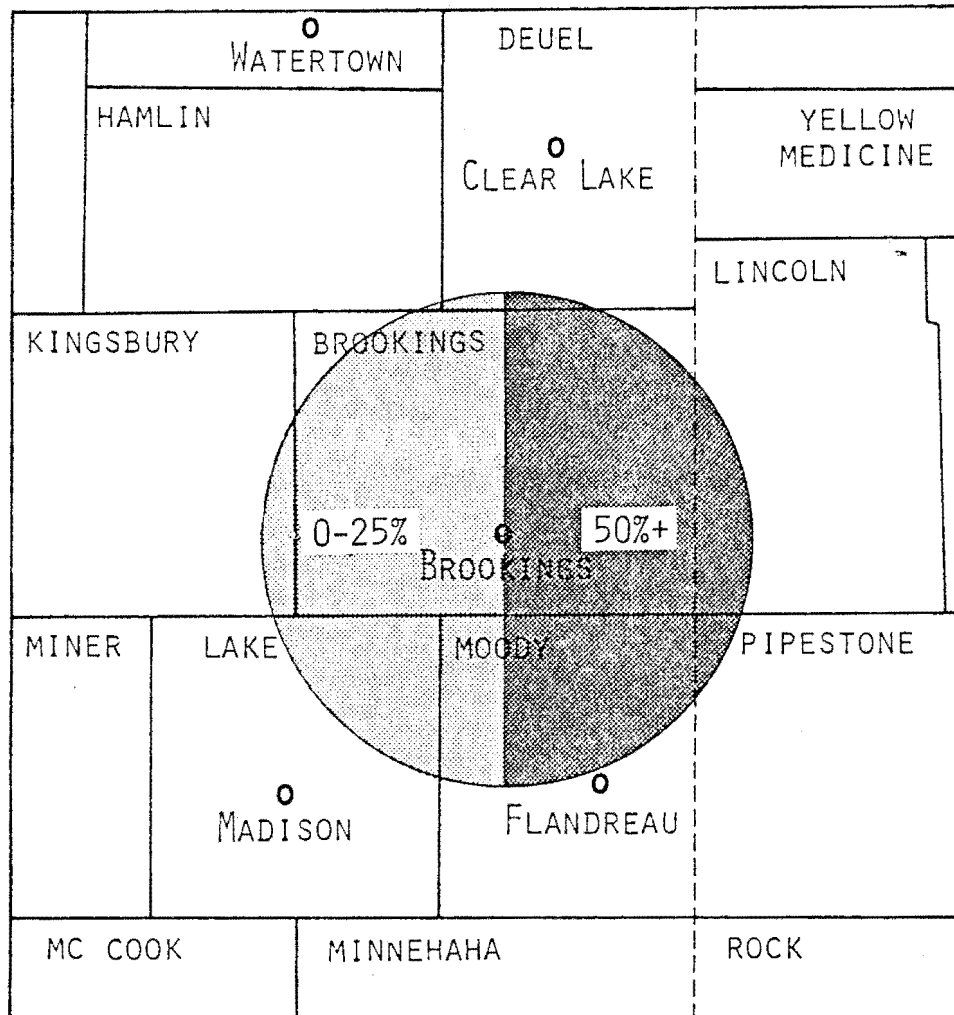 WATERTOWN
DEUEL
HAMLIN
YELLOW
MEDICINE
CLEAR LAKE
LINCOLN
KINGSBURY
BROOKINGS
0-25%
50%+
BROOKINGS
MINER
LAKE
MOODY
PIPESTONE
MADISON
FLANDREAU
MC COOK
MINNEHAHA
ROCK